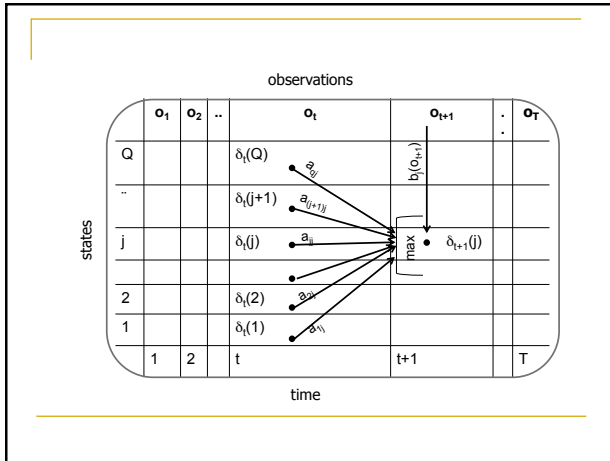 observations
o1 o2 .. ot ot+1 . . oT
Q δt(Q) aqj bj(ot+1)
.. δt(j+1) a(j+1)j
states
j δt(j) ajj max δt+1(j)
2 δt(2) a2j
1 δt(1) a1j
1 2 t t+1 T
time